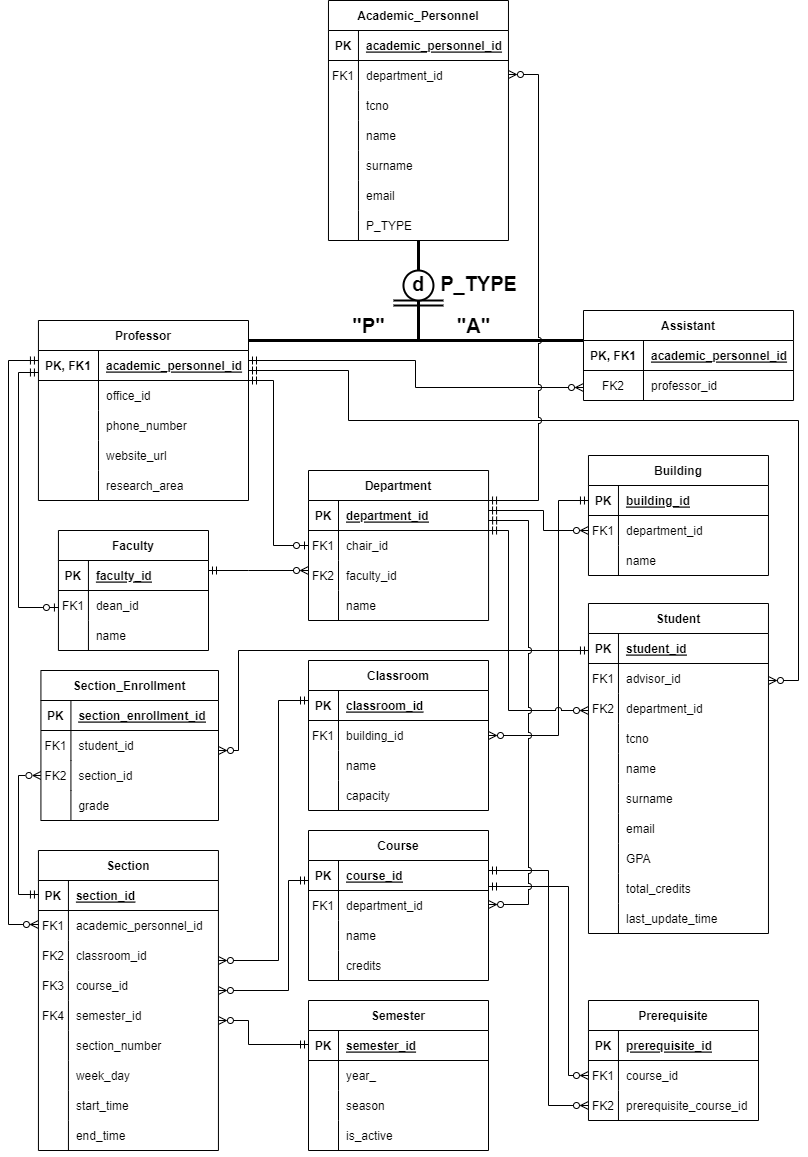 Academic_Personnel
PK academic_personnel_id
FK1 department_id
tcno
name
surname
email
P_TYPE
d P_TYPE
"P" "A"
Professor
PK, FK1 academic_personnel_id
office_id
phone_number
website_url
research_area
Assistant
PK, FK1 academic_personnel_id
FK2 professor_id
Department
PK department_id
FK1 chair_id
FK2 faculty_id
name
Building
PK building_id
FK1 department_id
name
Faculty
PK faculty_id
FK1 dean_id
name
Student
PK student_id
FK1 advisor_id
FK2 department_id
tcno
name
surname
email
GPA
total_credits
last_update_time
Section_Enrollment
PK section_enrollment_id
FK1 student_id
FK2 section_id
grade
Classroom
PK classroom_id
FK1 building_id
name
capacity
Section
PK section_id
FK1 academic_personnel_id
FK2 classroom_id
FK3 course_id
FK4 semester_id
section_number
week_day
start_time
end_time
Course
PK course_id
FK1 department_id
name
credits
Semester
PK semester_id
year_
season
is_active
Prerequisite
PK prerequisite_id
FK1 course_id
FK2 prerequisite_course_id